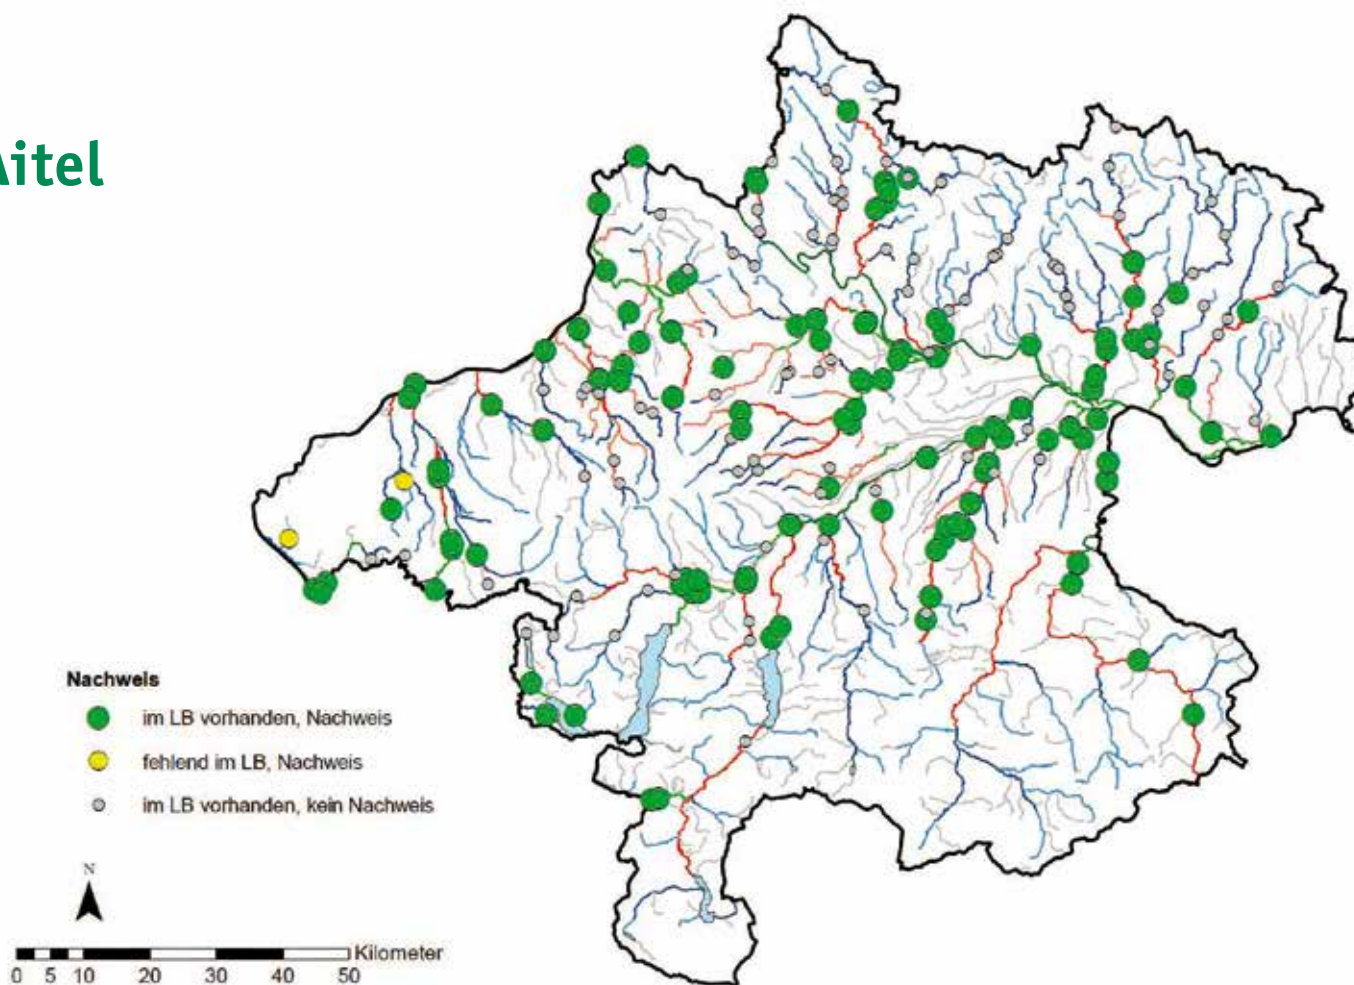 Aitel
Nachweis
im LB vorhanden, Nachweis
fehlend im LB, Nachweis
im LB vorhanden, kein Nachweis
N
Kilometer
0 5 10 20 30 40 50